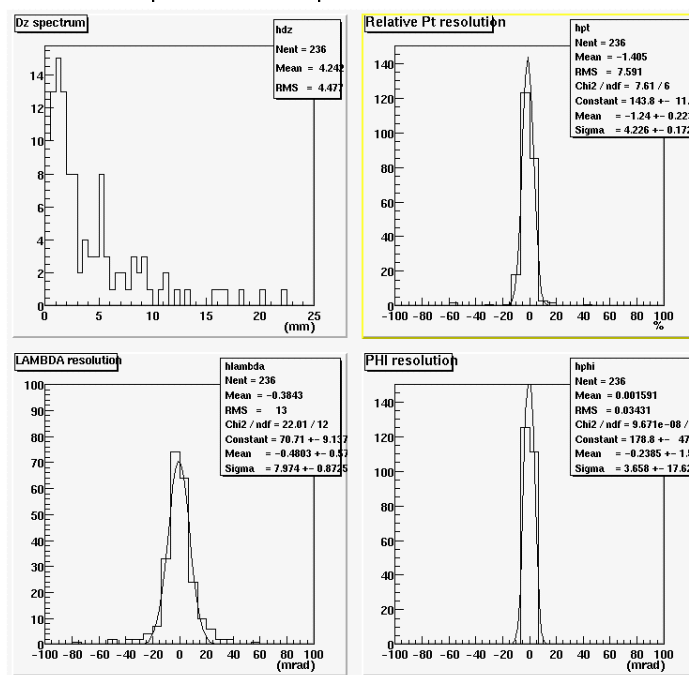 Dz spectrum
hdz
Nent = 236
Mean = 4.242
RMS = 4.477
14
12
10
8
6
4
2
0
0 5 10 15 20 25
(mm)
Relative Pt resolution
hpt
Nent = 236
Mean = -1.405
RMS = 7.591
Chi2 / ndf = 7.61 / 6
Constant = 143.8 +- 11.
Mean = -1.24 +- 0.223
Sigma = 4.226 +- 0.172
140
120
100
80
60
40
20
0
-100 -80 -60 -40 -20 0 20 40 60 80 100
%
LAMBDA resolution
hlambda
Nent = 236
Mean = -0.3843
RMS = 13
Chi2 / ndf = 22.01 / 12
Constant = 70.71 +- 9.137
Mean = -0.4803 +- 0.57
Sigma = 7.974 +- 0.8725
100
90
80
70
60
50
40
30
20
10
0
-100 -80 -60 -40 -20 0 20 40 60 80 100
(mrad)
PHI resolution
hphi
Nent = 236
Mean = 0.001591
RMS = 0.03431
Chi2 / ndf = 9.671e-08 /
Constant = 178.8 +- 47
Mean = -0.2385 +- 1.
Sigma = 3.658 +- 17.62
140
120
100
80
60
40
20
0
-100 -80 -60 -40 -20 0 20 40 60 80 100
(mrad)